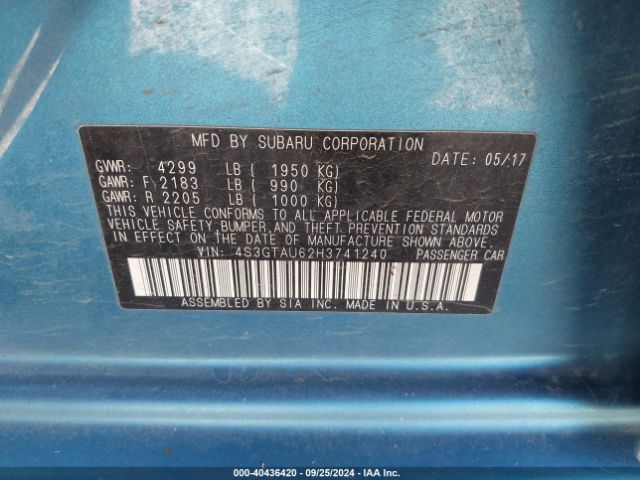 MFD BY SUBARU CORPORATION
GVWR: 4299 LB ( 1950 KG) DATE: 05/17
GAWR: F 2183 LB ( 990 KG)
GAWR: R 2205 LB ( 1000 KG)
THIS VEHICLE CONFORMS TO ALL APPLICABLE FEDERAL MOTOR
VEHICLE SAFETY,BUMPER,AND THEFT PREVENTION STANDARDS
IN EFFECT ON THE DATE OF MANUFACTURE SHOWN ABOVE.
VIN: 4S3GTAU62H3741240 PASSENGER CAR
ASSEMBLED BY SIA INC. MADE IN U.S.A.
000-40436420 - 09/25/2024 - IAAI.COM